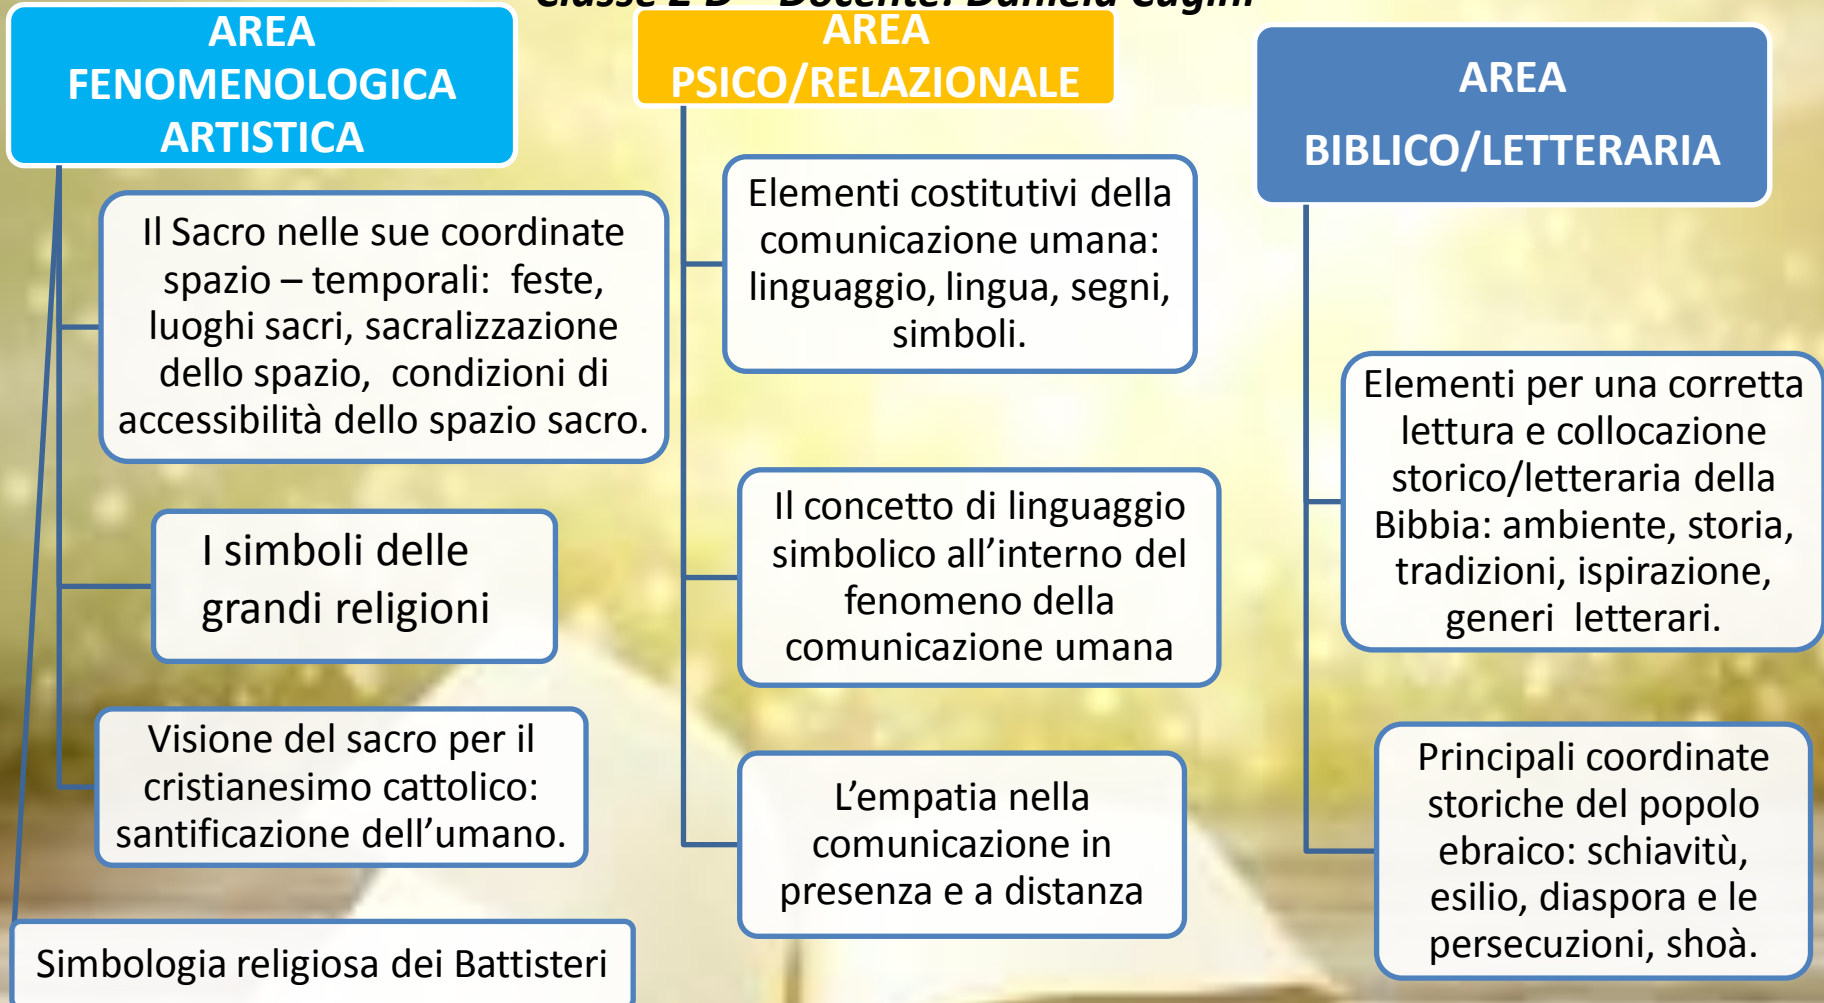 Classe 2 D – Docente: Daniela
AREA
FENOMENOLOGICA
ARTISTICA
Il Sacro nelle sue coordinate
spazio – temporali: feste,
luoghi sacri, sacralizzazione
dello spazio, condizioni di
accessibilità dello spazio sacro.
I simboli delle
grandi religioni
Visione del sacro per il
cristianesimo cattolico:
santificazione dell’umano.
Simbologia religiosa dei Battisteri
AREA
PSICO/RELAZIONALE
Elementi costitutivi della
comunicazione umana:
linguaggio, lingua, segni,
simboli.
Il concetto di linguaggio
simbolico all’interno del
fenomeno della
comunicazione umana
L’empatia nella
comunicazione in
presenza e a distanza
AREA
BIBLICO/LETTERARIA
Elementi per una corretta
lettura e collocazione
storico/letteraria della
Bibbia: ambiente, storia,
tradizioni, ispirazione,
generi letterari.
Principali coordinate
storiche del popolo
ebraico: schiavitù,
esilio, diaspora e le
persecuzioni, shoà.